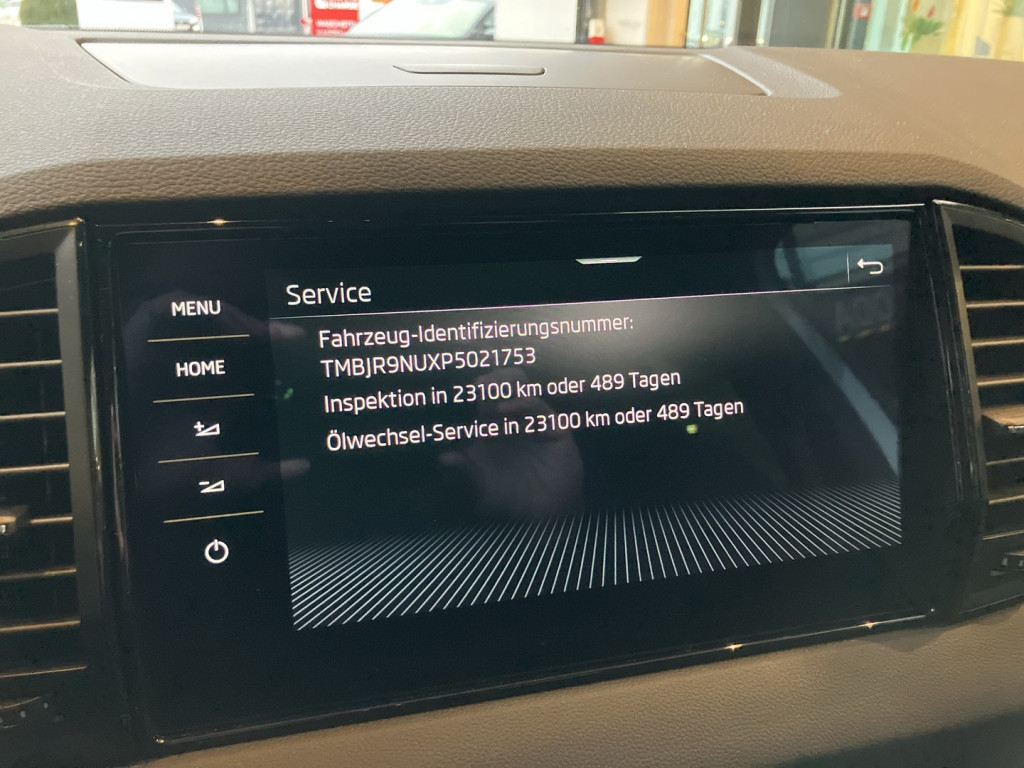 Service
MENU
HOME
Fahrzeug-Identifizierungsnummer:
TMBJR9NUXP5021753
Inspektion in 23100 km oder 489 Tagen
Ölwechsel-Service in 23100 km oder 489 Tagen